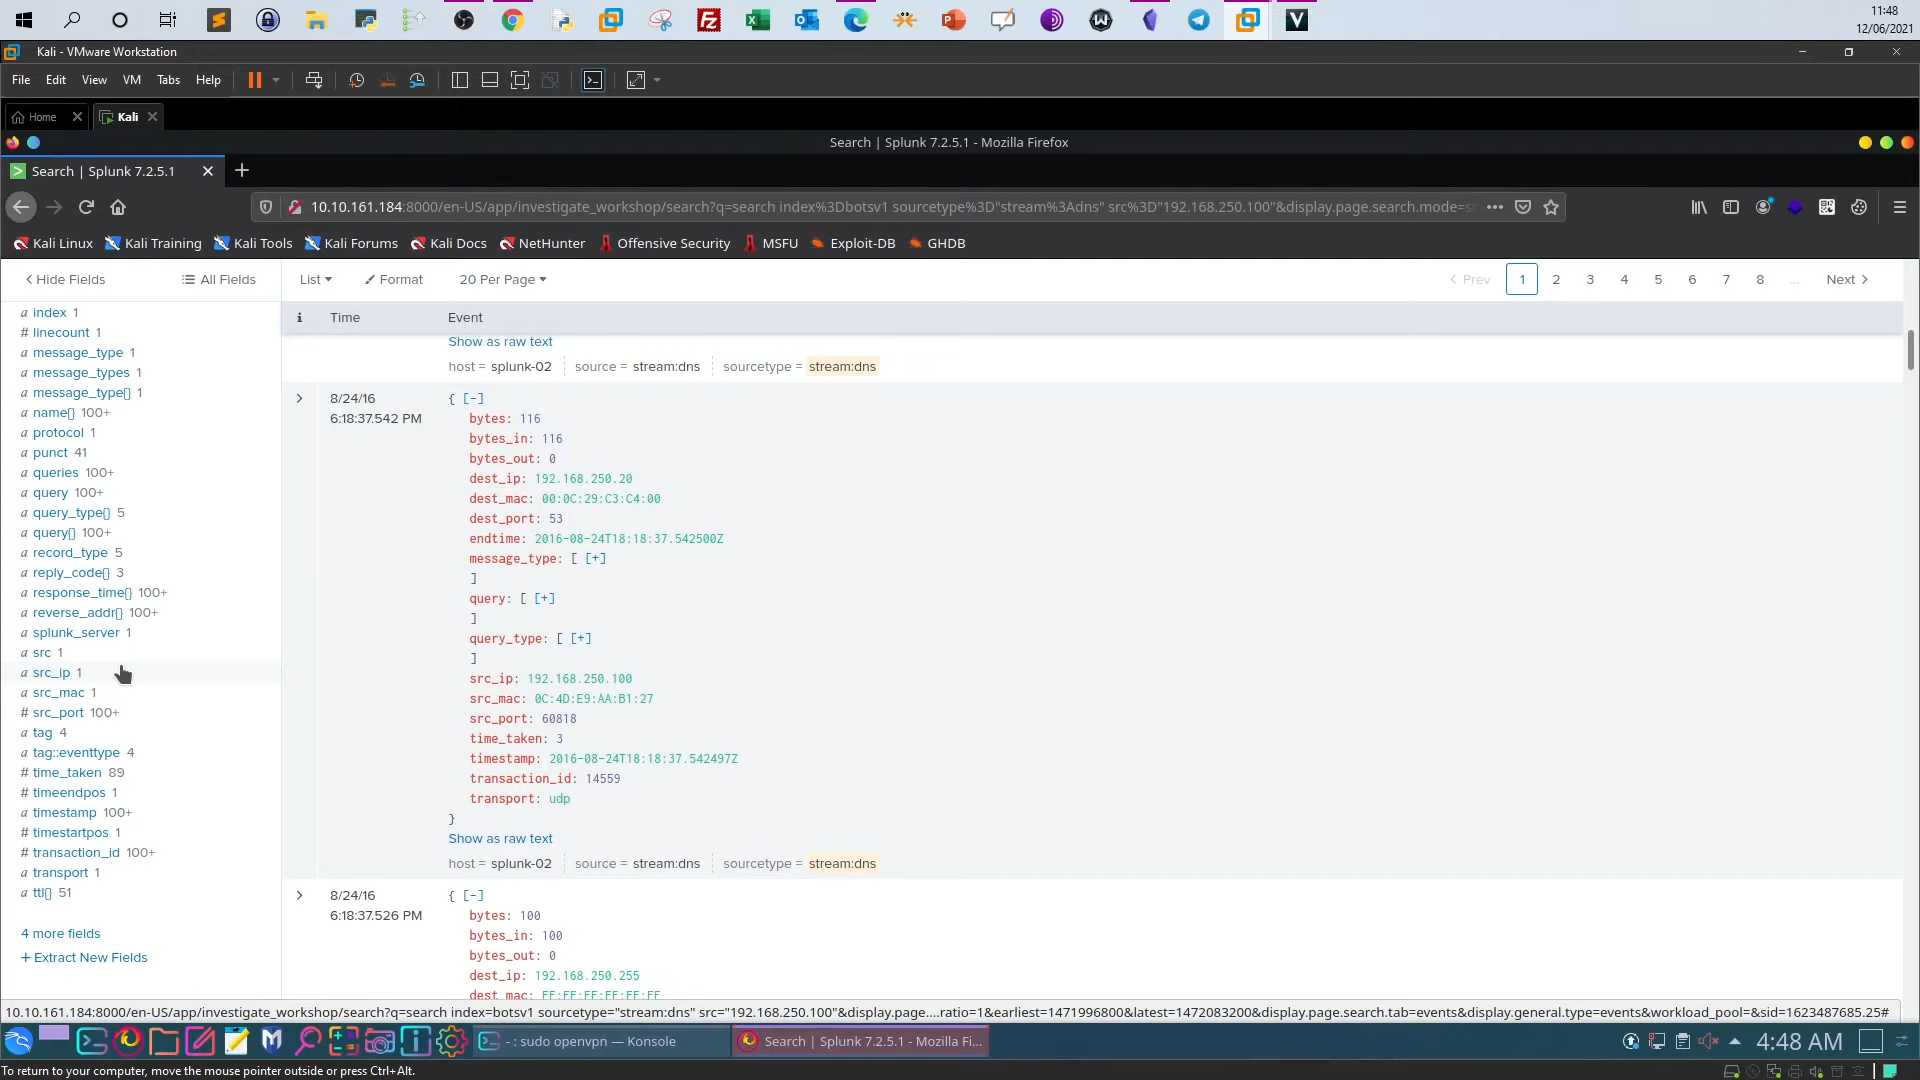 11:48
12/06/2021
Kali - VMware Workstation
File Edit View VM Tabs Help
Home
Kali
Search | Splunk 7.2.5.1 - Mozilla Firefox
Search | Splunk 7.2.5.1
10.10.161.184:8000/en-US/app/investigate_workshop/search?q=search index%3Dbotsv1 sourcetype%3D"stream%3Adns" src%3D"192.168.250.100"&display.page.search.mode=s
Kali Linux Kali Training Kali Tools Kali Forums Kali Docs NetHunter Offensive Security MSFU Exploit-DB GHDB
Hide Fields All Fields List Format 20 Per Page Prev 1 2 3 4 5 6 7 8 ... Next
i Time Event
a index 1
# linecount 1
a message_type 1
a message_types 1
a message_type{} 1
a name{} 100+
a protocol 1
a punct 41
a queries 100+
a query 100+
a query_type{} 5
a query{} 100+
a record_type 5
a reply_code{} 3
a response_time{} 100+
a reverse_addr{} 100+
a splunk_server 1
a src 1
a src_ip 1
a src_mac 1
# src_port 100+
a tag 4
a tag::eventtype 4
# time_taken 89
# timeendpos 1
a timestamp 100+
# timestartpos 1
# transaction_id 100+
a transport 1
a ttl{} 51
4 more fields
+ Extract New Fields
Show as raw text
host = splunk-02 source = stream:dns sourcetype = stream:dns
8/24/16
6:18:37.542 PM
{ [-]
bytes: 116
bytes_in: 116
bytes_out: 0
dest_ip: 192.168.250.20
dest_mac: 00:0C:29:C3:C4:00
dest_port: 53
endtime: 2016-08-24T18:18:37.542500Z
message_type: [ [+]
]
query: [ [+]
]
query_type: [ [+]
]
src_ip: 192.168.250.100
src_mac: 0C:4D:E9:AA:B1:27
src_port: 60818
time_taken: 3
timestamp: 2016-08-24T18:18:37.542497Z
transaction_id: 14559
transport: udp
}
Show as raw text
host = splunk-02 source = stream:dns sourcetype = stream:dns
8/24/16
6:18:37.526 PM
{ [-]
bytes: 100
bytes_in: 100
bytes_out: 0
dest_ip: 192.168.250.255
dest_mac: FF:FF:FF:FF:FF:FF
10.10.161.184:8000/en-US/app/investigate_workshop/search?q=search index=botsv1 sourcetype="stream:dns" src="192.168.250.100"&display.page....ratio=1&earliest=1471996800&latest=1472083200&display.page.search.tab=events&display.general.type=events&workload_pool=&sid=1623487685.25#
- : sudo openvpn — Konsole
Search | Splunk 7.2.5.1 - Mozilla Fi...
4:48 AM
To return to your computer, move the mouse pointer outside or press Ctrl+Alt.